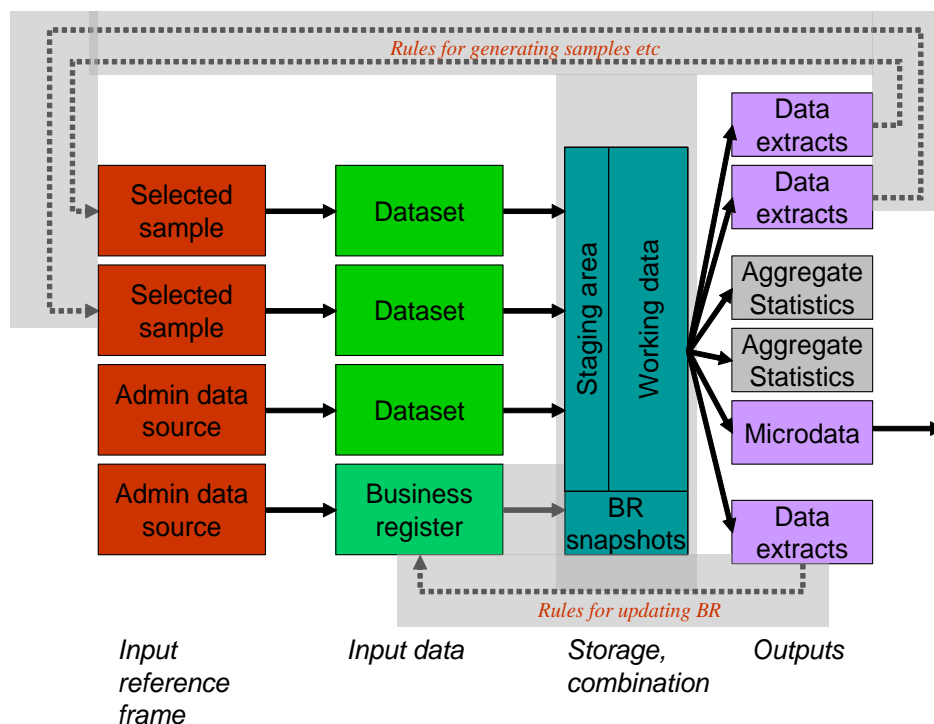 Rules for generating samples etc
Data
extracts
Selected
sample
Dataset
Data
extracts
Selected
sample
Dataset
Staging area
Working data
Aggregate
Statistics
Aggregate
Statistics
Admin data
source
Dataset
Microdata
Admin data
source
Business
register
BR
snapshots
Data
extracts
Rules for updating BR
Input
reference
frame
Input data
Storage,
combination
Outputs